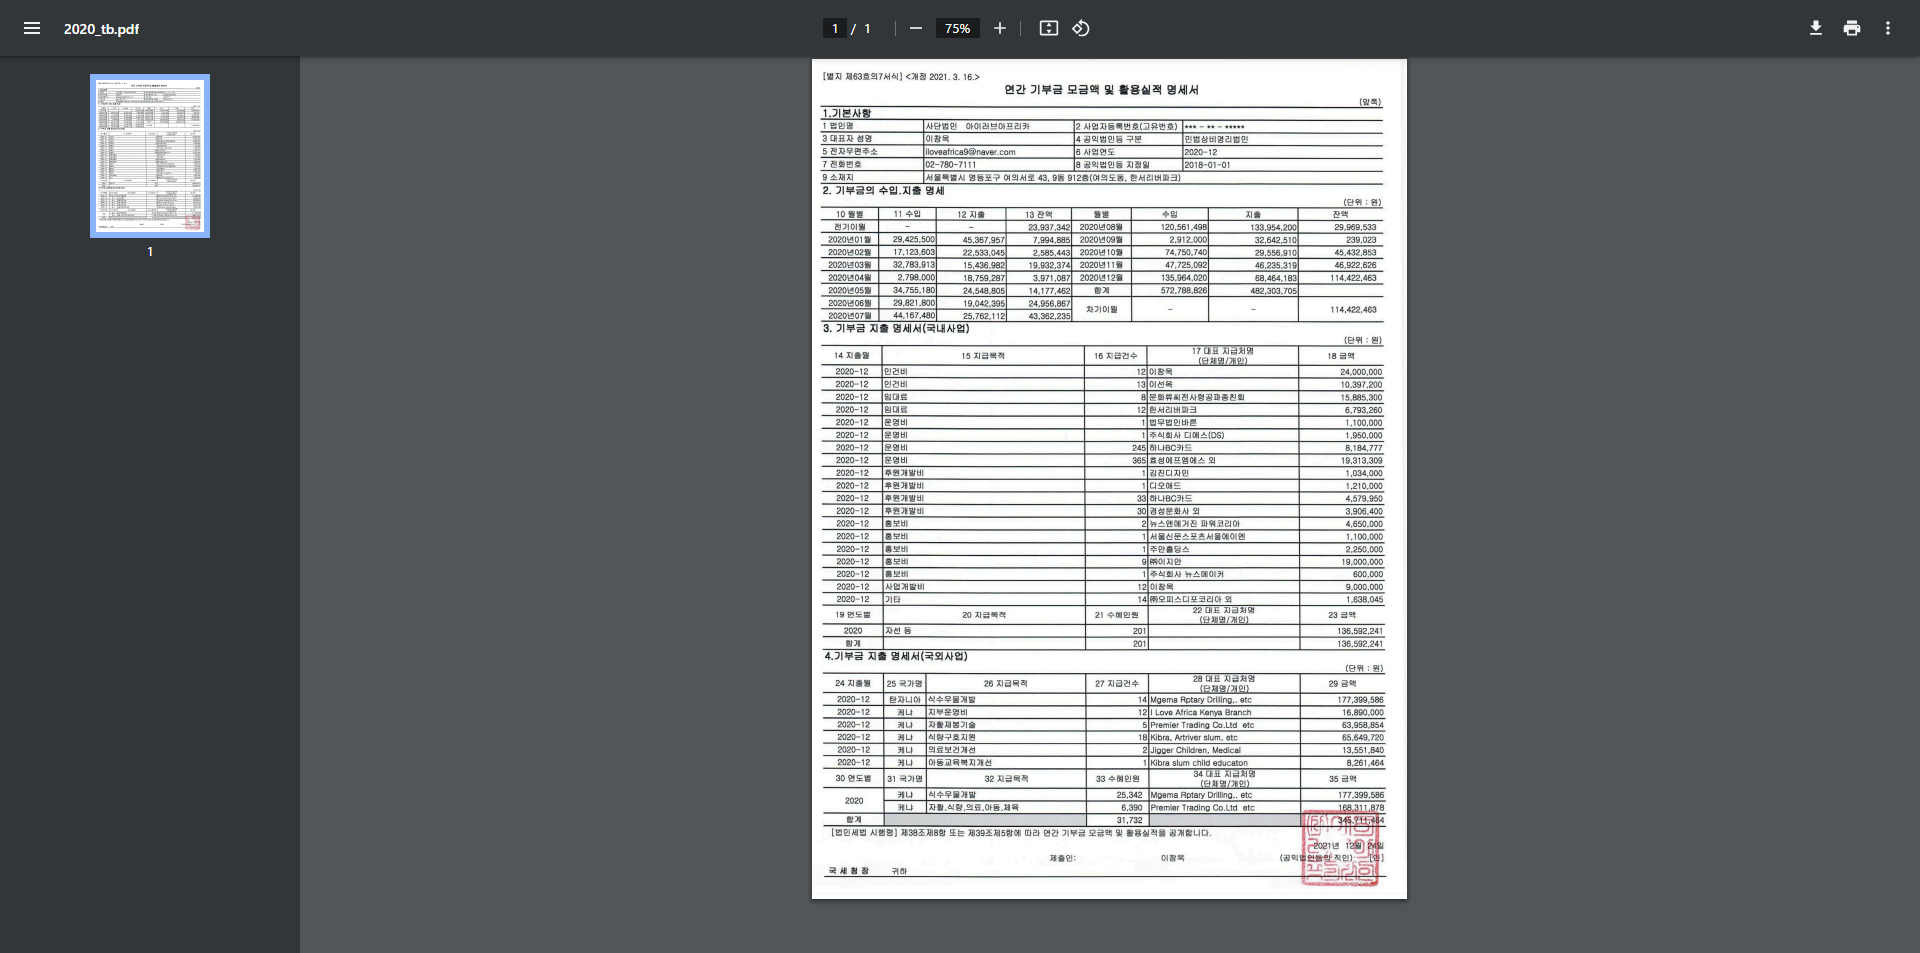 2020_tb.pdf
1 / 1
75%
1
[별지 제63호의7서식] <개정 2021. 3. 16.>
연간 기부금 모금액 및 활용실적 명세서
(앞쪽)
1.기본사항
1 법인명 사단법인 아이러브아프리카 2 사업자등록번호(고유번호) *** - ** - *****
3 대표자 성명 이창옥 4 공익법인등 구분 민법상비영리법인
5 전자우편주소 iloveafrica9@naver.com 6 사업연도 2020-12
7 전화번호 02-780-7111 8 공익법인등 지정일 2018-01-01
9 소재지 서울특별시 영등포구 여의서로 43, 9동 912호(여의도동, 한서리버파크)
2. 기부금의 수입.지출 명세
(단위 : 원)
10 월별 11 수입 12 지출 13 잔액 월별 수입 지출 잔액
전기이월 - - 23,937,342 2020년08월 120,561,498 133,954,200 29,969,533
2020년01월 29,425,500 45,367,957 7,994,885 2020년09월 2,912,000 32,642,510 239,023
2020년02월 17,123,603 22,533,045 2,585,443 2020년10월 74,750,740 29,556,910 45,432,853
2020년03월 32,783,913 15,436,982 19,932,374 2020년11월 47,725,092 46,235,319 46,922,626
2020년04월 2,798,000 18,759,287 3,971,087 2020년12월 135,964,020 68,464,183 114,422,463
2020년05월 34,755,180 24,548,805 14,177,462 합계 572,788,826 482,303,705
2020년06월 29,821,800 19,042,395 24,956,867 차기이월 - - 114,422,463
2020년07월 44,167,480 25,762,112 43,362,235
3. 기부금 지출 명세서(국내사업)
(단위 : 원)
14 지출월 15 지급목적 16 지급건수 17 대표 지급처명 (단체명/개인) 18 금액
2020-12 인건비 12 이창옥 24,000,000
2020-12 인건비 13 이선옥 10,397,200
2020-12 임대료 8 문화류씨전사령공파종친회 15,885,300
2020-12 임대료 12 한서리버파크 6,793,260
2020-12 운영비 1 법무법인바른 1,100,000
2020-12 운영비 1 주식회사 디에스(DS) 1,950,000
2020-12 운영비 245 하나BC카드 8,184,777
2020-12 운영비 365 효성에프엠에스 외 19,313,309
2020-12 후원개발비 1 김진디자인 1,034,000
2020-12 후원개발비 1 디오애드 1,210,000
2020-12 후원개발비 33 하나BC카드 4,579,950
2020-12 후원개발비 30 경성문화사 외 3,906,400
2020-12 홍보비 2 뉴스앤매거진 파워코리아 4,650,000
2020-12 홍보비 1 서울신문스포츠서울에이엔 1,100,000
2020-12 홍보비 1 주안홀딩스 2,250,000
2020-12 홍보비 9 ㈜이지안 19,000,000
2020-12 홍보비 1 주식회사 뉴스메이커 600,000
2020-12 사업개발비 12 이창옥 9,000,000
2020-12 기타 14 ㈜오피스디포코리아 외 1,638,045
19 연도별 20 지급목적 21 수혜인원 22 대표 지급처명 (단체명/개인) 23 금액
2020 자선 등 201 136,592,241
합계 201 136,592,241
4.기부금 지출 명세서(국외사업)
(단위 : 원)
24 지출월 25 국가명 26 지급목적 27 지급건수 28 대표 지급처명 (단체명/개인) 29 금액
2020-12 탄자니아 식수우물개발 14 Mgema Rptary Drilling,. etc 177,399,586
2020-12 케냐 지부운영비 12 I Love Africa Kenya Branch 16,890,000
2020-12 케냐 자활재봉기술 5 Premier Trading Co.Ltd etc 63,958,854
2020-12 케냐 식량구호지원 18 Kibra, Artriver slum, etc 65,649,720
2020-12 케냐 의료보건개선 2 Jigger Children, Medical 13,551,840
2020-12 케냐 아동교육복지개선 1 Kibra slum child educaton 8,261,464
30 연도별 31 국가명 32 지급목적 33 수혜인원 34 대표 지급처명 (단체명/개인) 35 금액
2020 케냐 식수우물개발 25,342 Mgema Rptary Drilling,. etc 177,399,586
케냐 자활,식량,의료,아동,체육 6,390 Premier Trading Co.Ltd etc 168,311,878
합계 31,732 345,711,464
[법인세법 시행령] 제38조제8항 또는 제39조제5항에 따라 연간 기부금 모금액 및 활용실적을 공개합니다.
2021년 12월 24일
제출인: 이창옥 (공익법인등의 직인) [인]
국 세 청 장 귀하